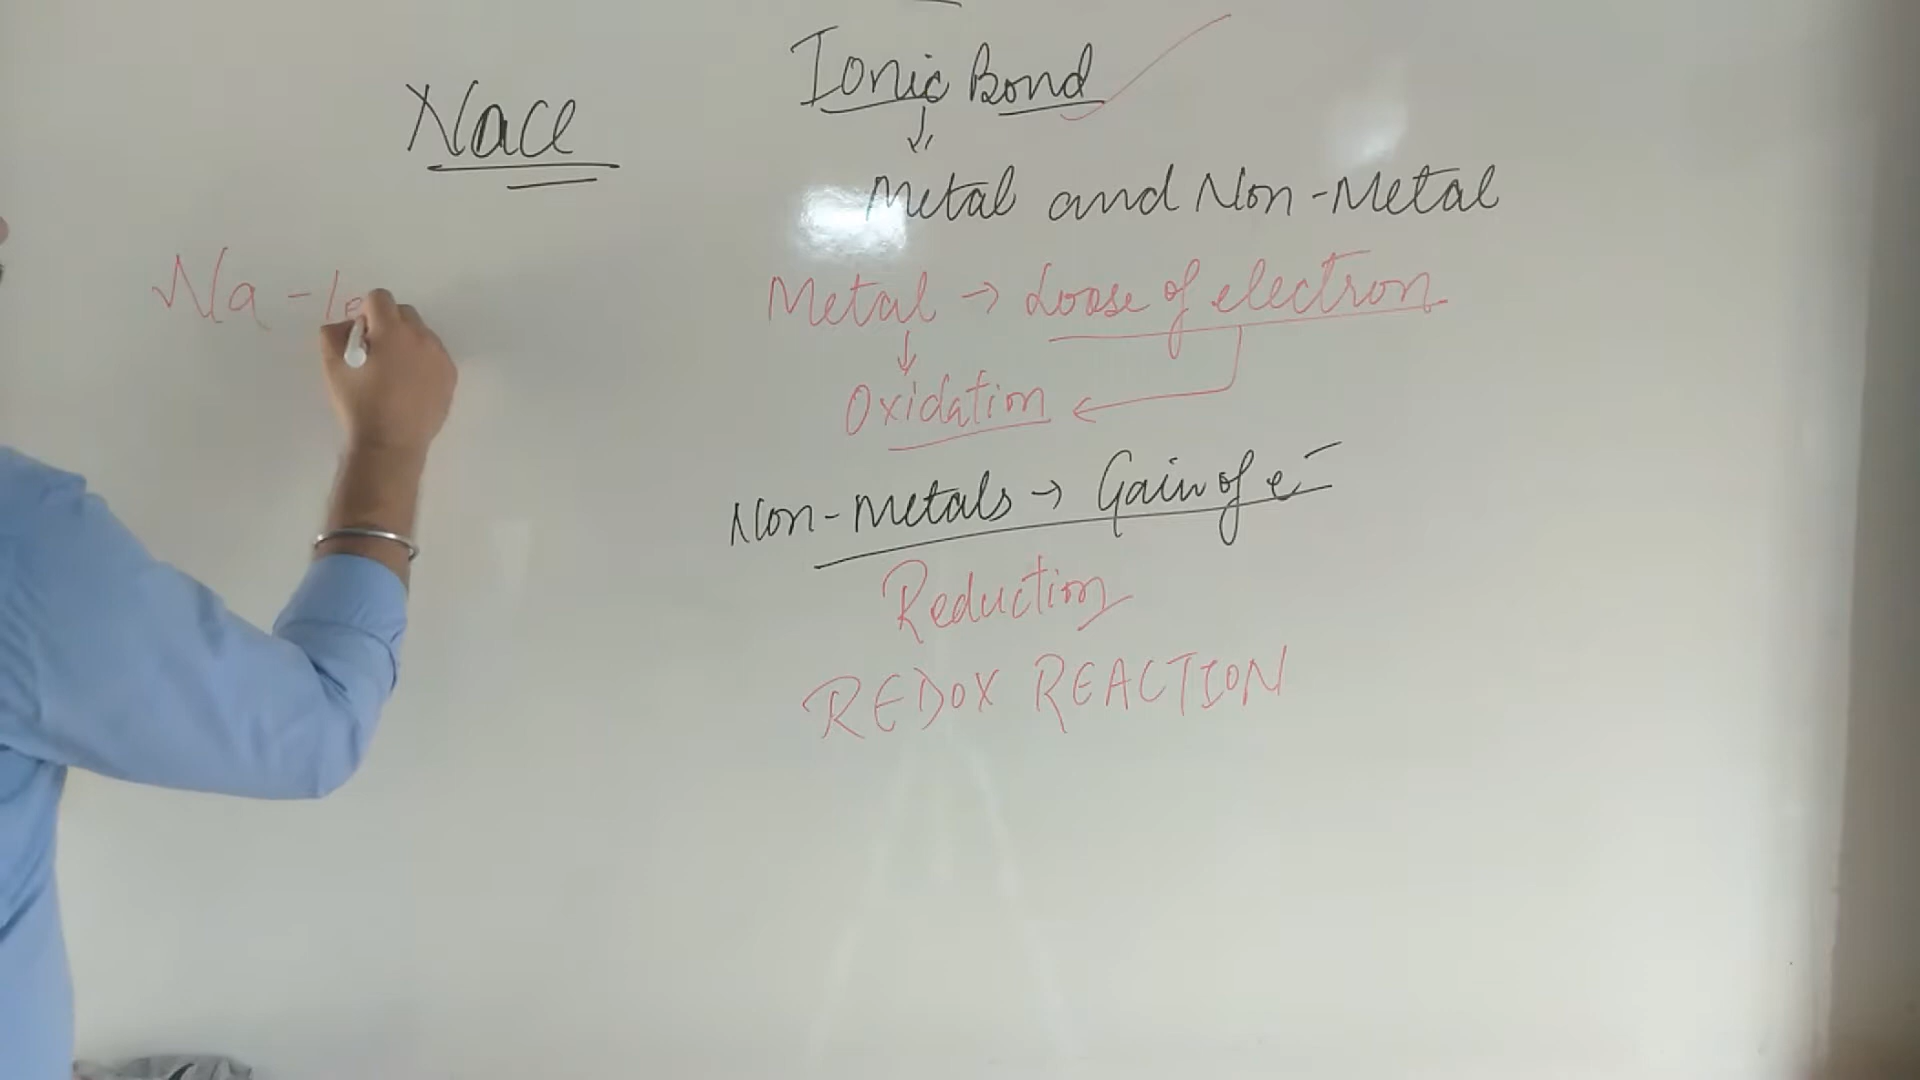 NaCl
Na - 1e
Ionic Bond
Metal and Non-Metal
Metal → Loose of electron
Oxidation
Non-Metals → Gain of e⁻
Reduction
REDOX REACTION